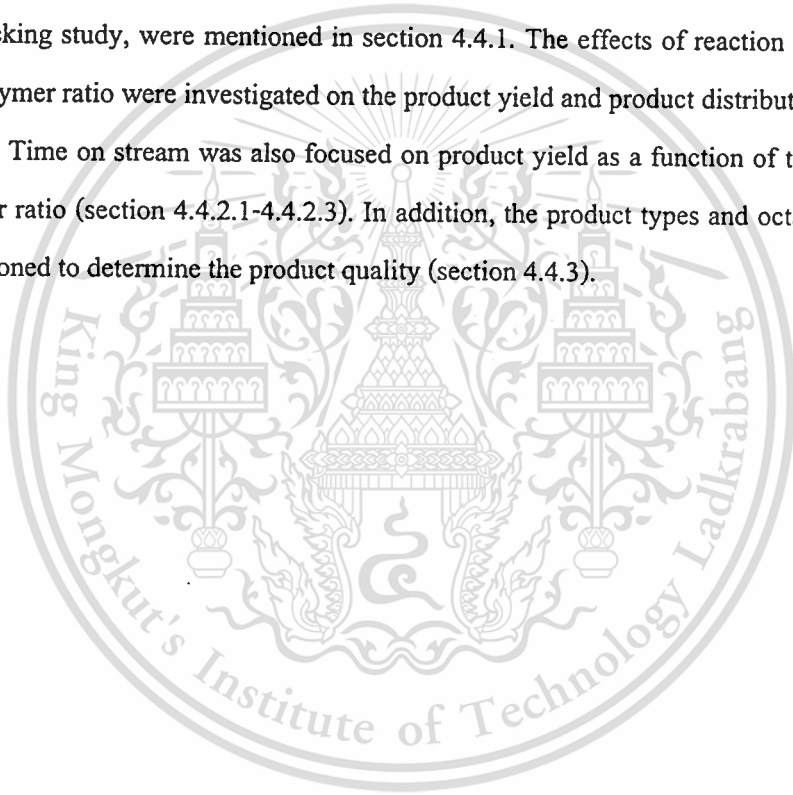 king study, were mentioned in section 4.4.1. The effects of reaction
ymer ratio were investigated on the product yield and product distribut
Time on stream was also focused on product yield as a function of t
r ratio (section 4.4.2.1-4.4.2.3). In addition, the product types and oct
oned to determine the product quality (section 4.4.3).
King Mongkut's Institute of Technology Ladkrabang